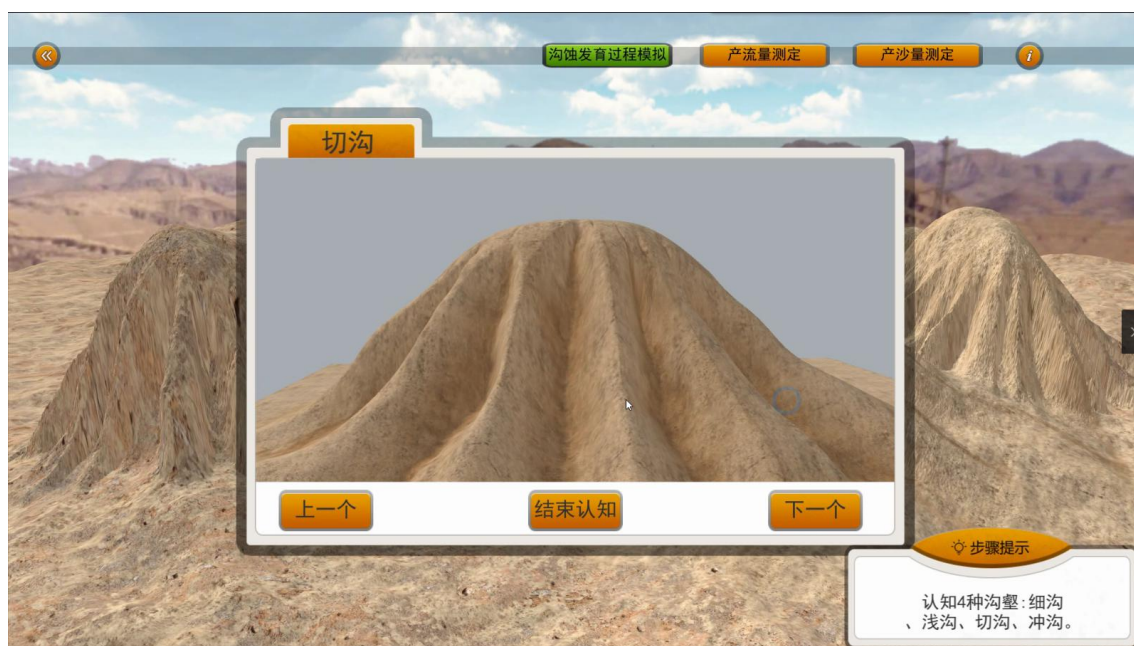 沟蚀发育过程模拟
产流量测定
产沙量测定
i
切沟
上一个
结束认知
下一个
步骤提示
认知4种沟壑:细沟
、浅沟、切沟、冲沟。